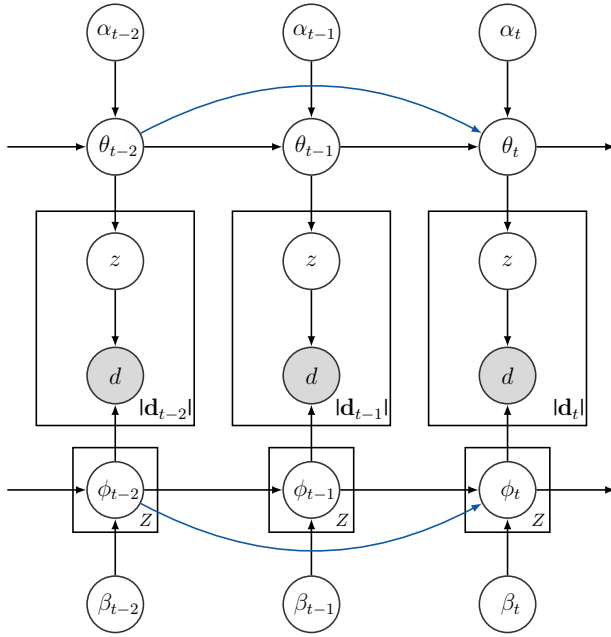 α_{t−2} α_{t−1} α_t
θ_{t−2} θ_{t−1} θ_t
z z z
d d d
|𝐝_{t−2}| |𝐝_{t−1}| |𝐝_t|
ϕ_{t−2} ϕ_{t−1} ϕ_t
Z Z Z
β_{t−2} β_{t−1} β_t